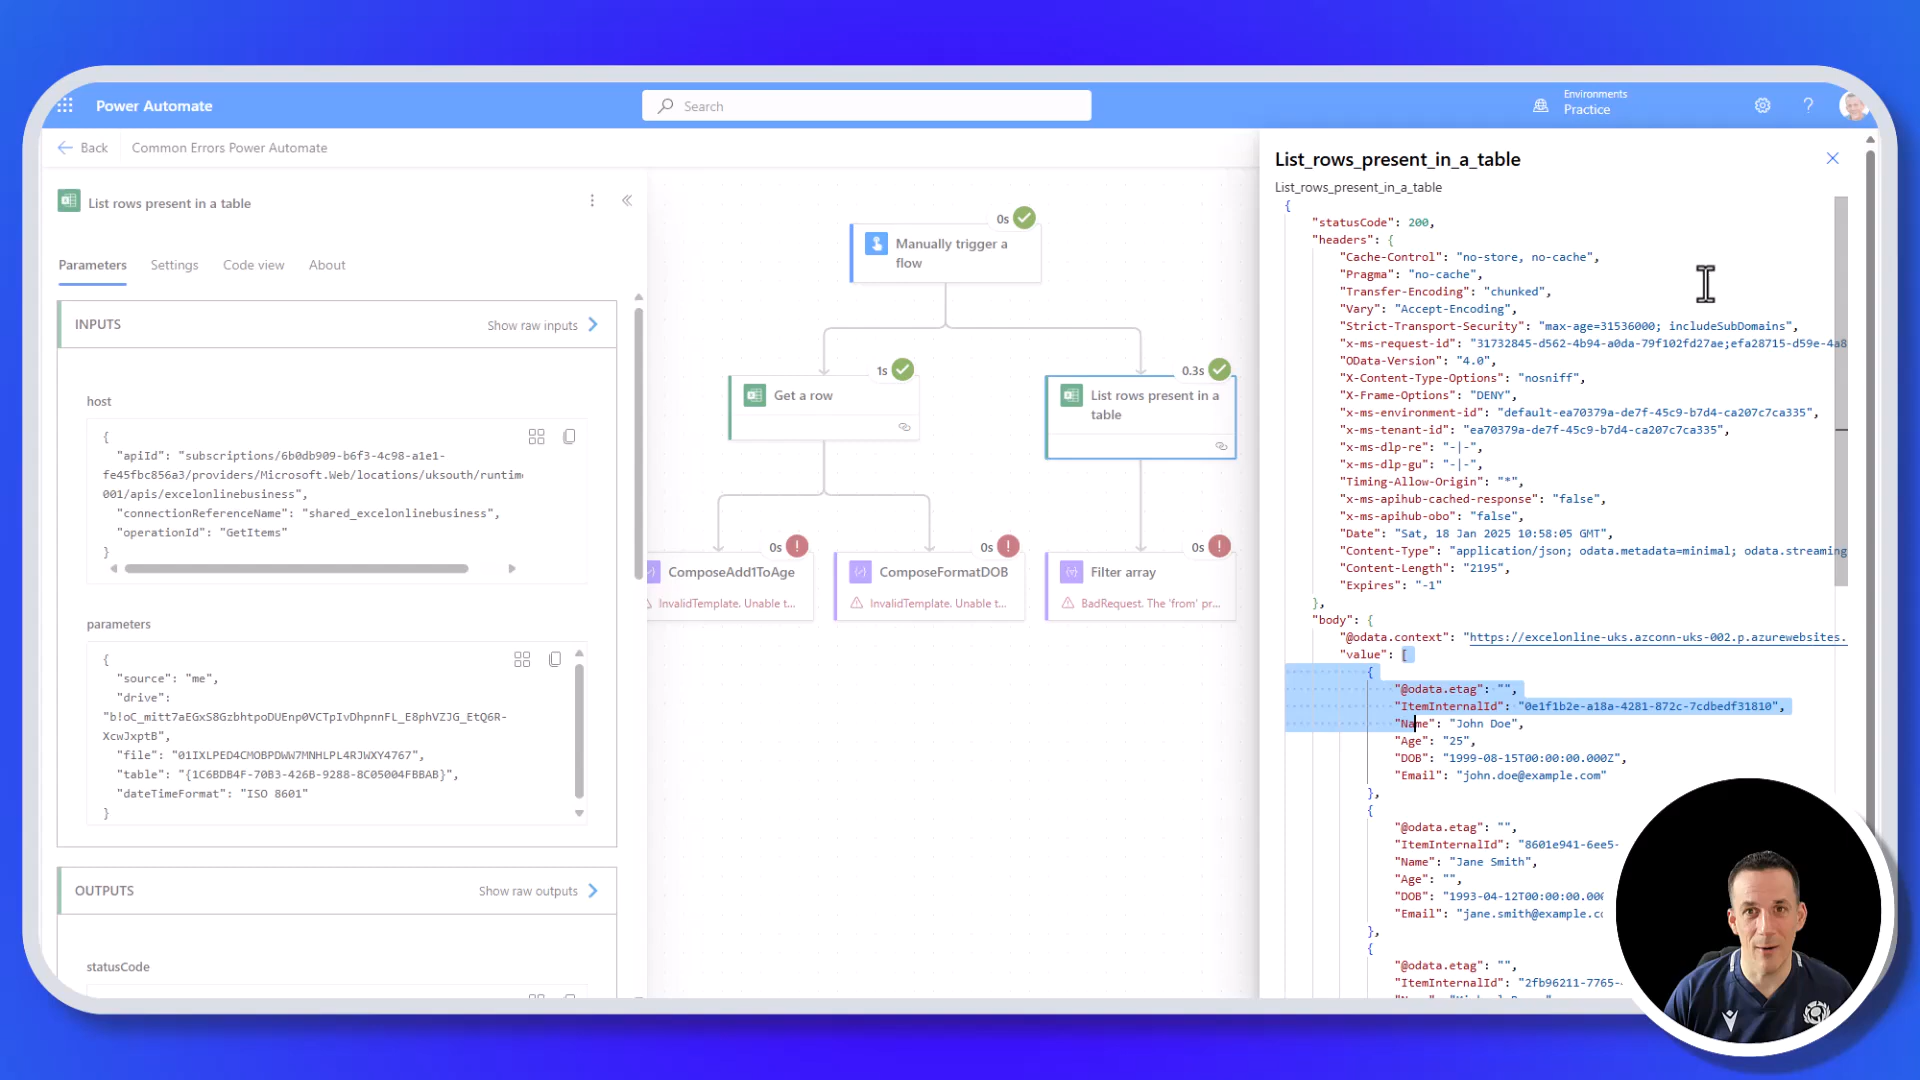 Power Automate
Search
Environments
Practice
Back
Common Errors Power Automate
List rows present in a table
Parameters
Settings
Code view
About
INPUTS
Show raw inputs
host
{
"apiId": "subscriptions/6b0db909-b6f3-4c98-a1e1-
fe45fbc856a3/providers/Microsoft.Web/locations/uksouth/runtime
001/apis/excelonlinebusiness",
"connectionReferenceName": "shared_excelonlinebusiness",
"operationId": "GetItems"
}
parameters
{
"source": "me",
"drive":
"b!oC_mitt7aEGxS8GzbhtpoDUEnp0VCTpIvDhpnnFL_E8phVZJG_EtQ6R-
XcwJxptB",
"file": "01IXLPED4CMOBPDWW7MNHLPL4RJWXY4767",
"table": "{1C6BDB4F-70B3-426B-9288-8C05004FBBAB}",
"dateTimeFormat": "ISO 8601"
}
OUTPUTS
Show raw outputs
statusCode
0s
Manually trigger a
flow
1s
Get a row
0.3s
List rows present in a
table
0s
ComposeAdd1ToAge
InvalidTemplate. Unable t...
0s
ComposeFormatDOB
InvalidTemplate. Unable t...
0s
Filter array
BadRequest. The 'from' pr...
List_rows_present_in_a_table
List_rows_present_in_a_table
{
"statusCode": 200,
"headers": {
"Cache-Control": "no-store, no-cache",
"Pragma": "no-cache",
"Transfer-Encoding": "chunked",
"Vary": "Accept-Encoding",
"Strict-Transport-Security": "max-age=31536000; includeSubDomains",
"x-ms-request-id": "31732845-d562-4b94-a0da-79f102fd27ae;efa28715-d59e-4a8
"OData-Version": "4.0",
"X-Content-Type-Options": "nosniff",
"X-Frame-Options": "DENY",
"x-ms-environment-id": "default-ea70379a-de7f-45c9-b7d4-ca207c7ca335",
"x-ms-tenant-id": "ea70379a-de7f-45c9-b7d4-ca207c7ca335",
"x-ms-dlp-re": "-|-",
"x-ms-dlp-gu": "-|-",
"Timing-Allow-Origin": "*",
"x-ms-apihub-cached-response": "false",
"x-ms-apihub-obo": "false",
"Date": "Sat, 18 Jan 2025 10:58:05 GMT",
"Content-Type": "application/json; odata.metadata=minimal; odata.streaming
"Content-Length": "2195",
"Expires": "-1"
},
"body": {
"@odata.context": "https://excelonline-uks.azconn-uks-002.p.azurewebsites.
"value": [
{
"@odata.etag": "",
"ItemInternalId": "0e1f1b2e-a18a-4281-872c-7cdbedf31810",
"Name": "John Doe",
"Age": "25",
"DOB": "1999-08-15T00:00:00.000Z",
"Email": "john.doe@example.com"
},
{
"@odata.etag": "",
"ItemInternalId": "8601e941-6ee5-
"Name": "Jane Smith",
"Age": "",
"DOB": "1993-04-12T00:00:00.00
"Email": "jane.smith@example.c
},
{
"@odata.etag": "",
"ItemInternalId": "2fb96211-7765-